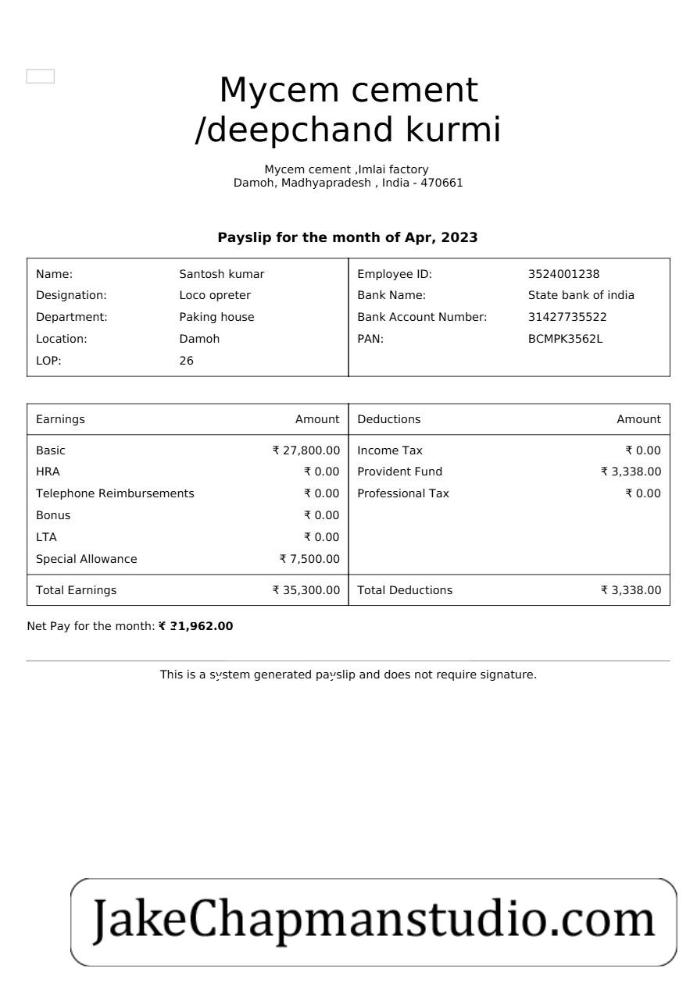 Mycem cement
/deepchand kurmi
Mycem cement ,Imlai factory
Damoh, Madhyapradesh , India - 470661
Payslip for the month of Apr, 2023
Name: Santosh kumar Employee ID: 3524001238
Designation: Loco opreter Bank Name: State bank of india
Department: Paking house Bank Account Number: 31427735522
Location: Damoh PAN: BCMPK3562L
LOP: 26
Earnings Amount Deductions Amount
Basic ₹ 27,800.00 Income Tax ₹ 0.00
HRA ₹ 0.00 Provident Fund ₹ 3,338.00
Telephone Reimbursements ₹ 0.00 Professional Tax ₹ 0.00
Bonus ₹ 0.00
LTA ₹ 0.00
Special Allowance ₹ 7,500.00
Total Earnings ₹ 35,300.00 Total Deductions ₹ 3,338.00
Net Pay for the month: ₹
This is a system generated payslip and does not require signature.
JakeChapmanstudio.com